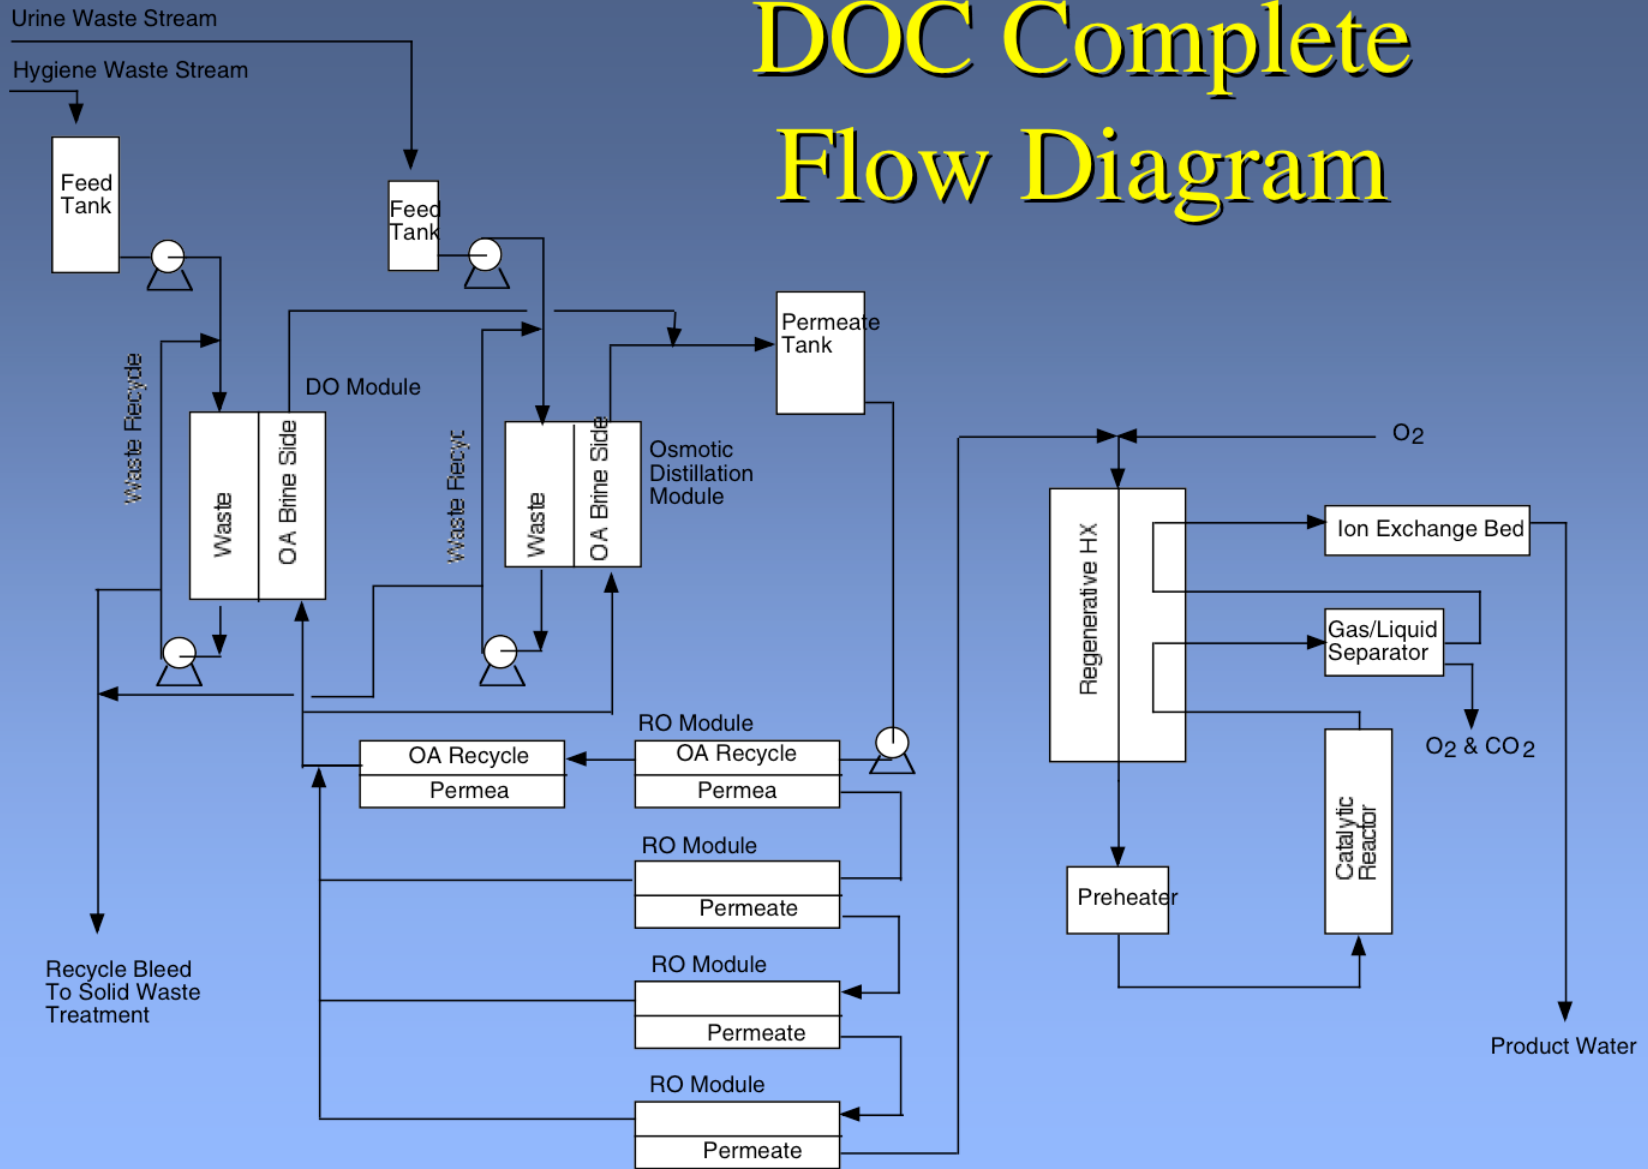 Urine Waste Stream
DOC Complete
Flow Diagram
Hygiene Waste Stream
Feed
Tank
Feed
Tank
Permeate
Tank
Waste Recycle
DO Module
Waste
OA Brine Side
Waste Recyc
Waste
OA Brine Side
Osmotic
Distillation
Module
O2
Regenerative HX
Ion Exchange Bed
Gas/Liquid
Separator
O2 & CO2
RO Module
OA Recycle
Permea
OA Recycle
Permea
RO Module
Permeate
Preheater
Catalytic
Reactor
Recycle Bleed
To Solid Waste
Treatment
RO Module
Permeate
Product Water
RO Module
Permeate